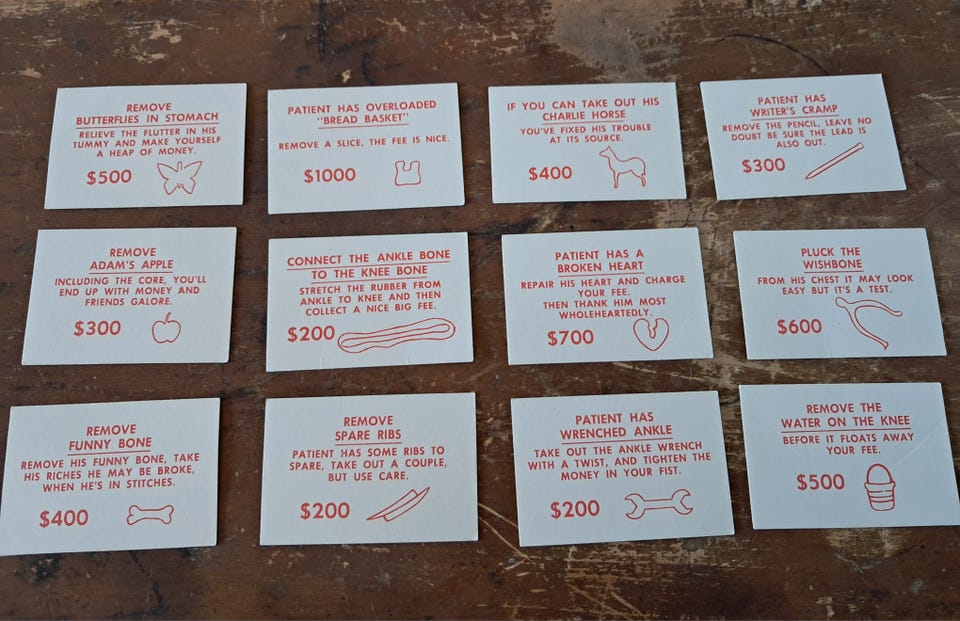 REMOVE
BUTTERFLIES IN STOMACH
RELIEVE THE FLUTTER IN HIS
TUMMY AND MAKE YOURSELF
A HEAP OF MONEY.
$500
PATIENT HAS OVERLOADED
"BREAD BASKET"
REMOVE A SLICE, THE FEE IS NICE.
$1000
IF YOU CAN TAKE OUT HIS
CHARLIE HORSE
YOU'VE FIXED HIS TROUBLE
AT ITS SOURCE.
$400
PATIENT HAS
WRITER'S CRAMP
REMOVE THE PENCIL, LEAVE NO
DOUBT BE SURE THE LEAD IS
ALSO OUT.
$300
REMOVE
ADAM'S APPLE
INCLUDING THE CORE, YOU'LL
END UP WITH MONEY AND
FRIENDS GALORE.
$300
CONNECT THE ANKLE BONE
TO THE KNEE BONE
STRETCH THE RUBBER FROM
ANKLE TO KNEE AND THEN
COLLECT A NICE BIG FEE.
$200
PATIENT HAS A
BROKEN HEART
REPAIR HIS HEART AND CHARGE
YOUR FEE.
THEN THANK HIM MOST
WHOLEHEARTEDLY.
$700
PLUCK THE
WISHBONE
FROM HIS CHEST IT MAY LOOK
EASY BUT IT'S A TEST.
$600
REMOVE
FUNNY BONE
REMOVE HIS FUNNY BONE, TAKE
HIS RICHES HE MAY BE BROKE,
WHEN HE'S IN STITCHES.
$400
REMOVE
SPARE RIBS
PATIENT HAS SOME RIBS TO
SPARE, TAKE OUT A COUPLE,
BUT USE CARE.
$200
PATIENT HAS
WRENCHED ANKLE
TAKE OUT THE ANKLE WRENCH
WITH A TWIST, AND TIGHTEN THE
MONEY IN YOUR FIST.
$200
REMOVE THE
WATER ON THE KNEE
BEFORE IT FLOATS AWAY
YOUR FEE.
$500